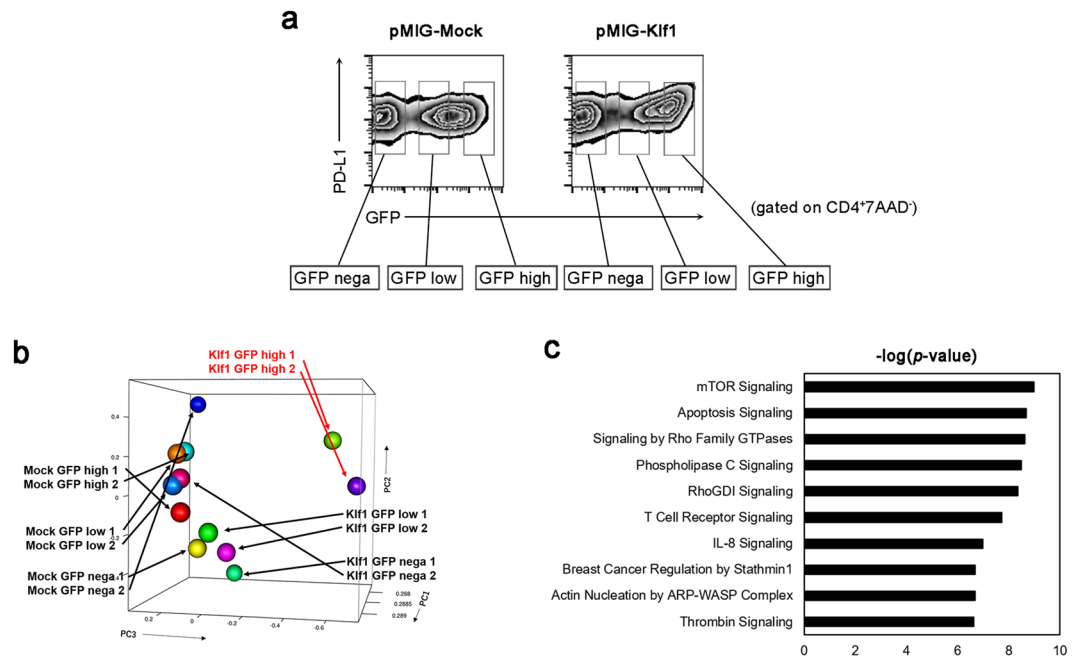 a
pMIG-Mock
pMIG-Klf1
PD-L1
GFP
(gated on CD4+7AAD-)
GFP nega
GFP low
GFP high
GFP nega
GFP low
GFP high
b
Klf1 GFP high 1
Klf1 GFP high 2
0.4
0.2
0
PC2
Mock GFP high 1
Mock GFP high 2
Klf1 GFP low 1
Klf1 GFP low 2
Mock GFP low 1
Mock GFP low 2
Klf1 GFP nega 1
Klf1 GFP nega 2
Mock GFP nega 1
Mock GFP nega 2
0.288
0.2885
0.289
PC1
0.2
0
-0.2
-0.4
-0.6
PC3
c
-log(p-value)
mTOR Signaling
Apoptosis Signaling
Signaling by Rho Family GTPases
Phospholipase C Signaling
RhoGDI Signaling
T Cell Receptor Signaling
IL-8 Signaling
Breast Cancer Regulation by Stathmin1
Actin Nucleation by ARP-WASP Complex
Thrombin Signaling
0 2 4 6 8 10